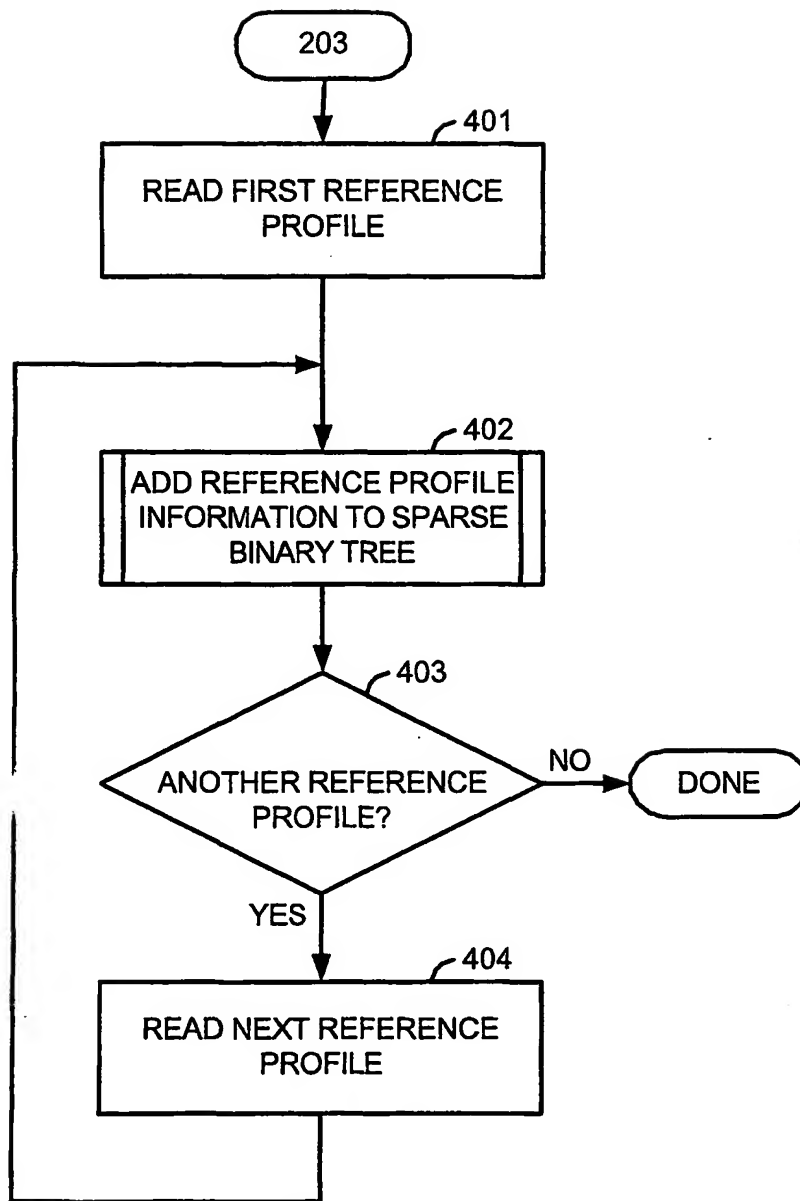 203
401
READ FIRST REFERENCE
PROFILE
402
ADD REFERENCE PROFILE
INFORMATION TO SPARSE
BINARY TREE
403
ANOTHER REFERENCE
PROFILE?
NO
DONE
YES
404
READ NEXT REFERENCE
PROFILE